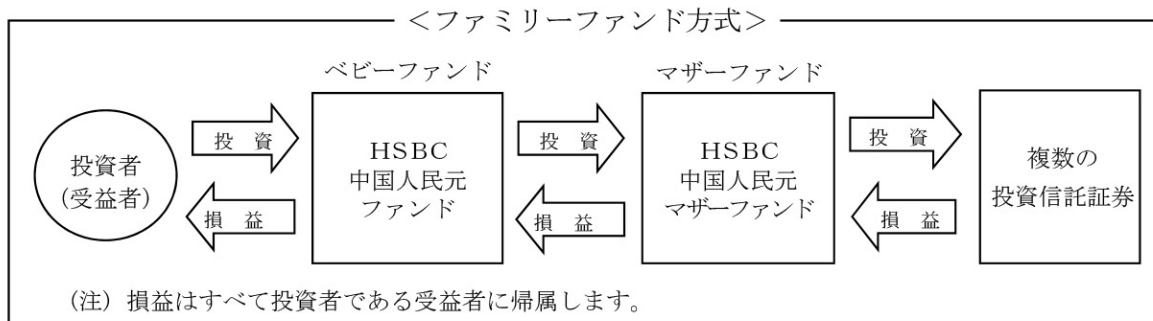 ＜ファミリーファンド方式＞
ベビーファンド
マザーファンド
投資者
(受益者)
投 資
損 益
HSBC
中国人民元
ファンド
投 資
損 益
HSBC
中国人民元
マザーファンド
投 資
損 益
複数の
投資信託証券
(注) 損益はすべて投資者である受益者に帰属します。